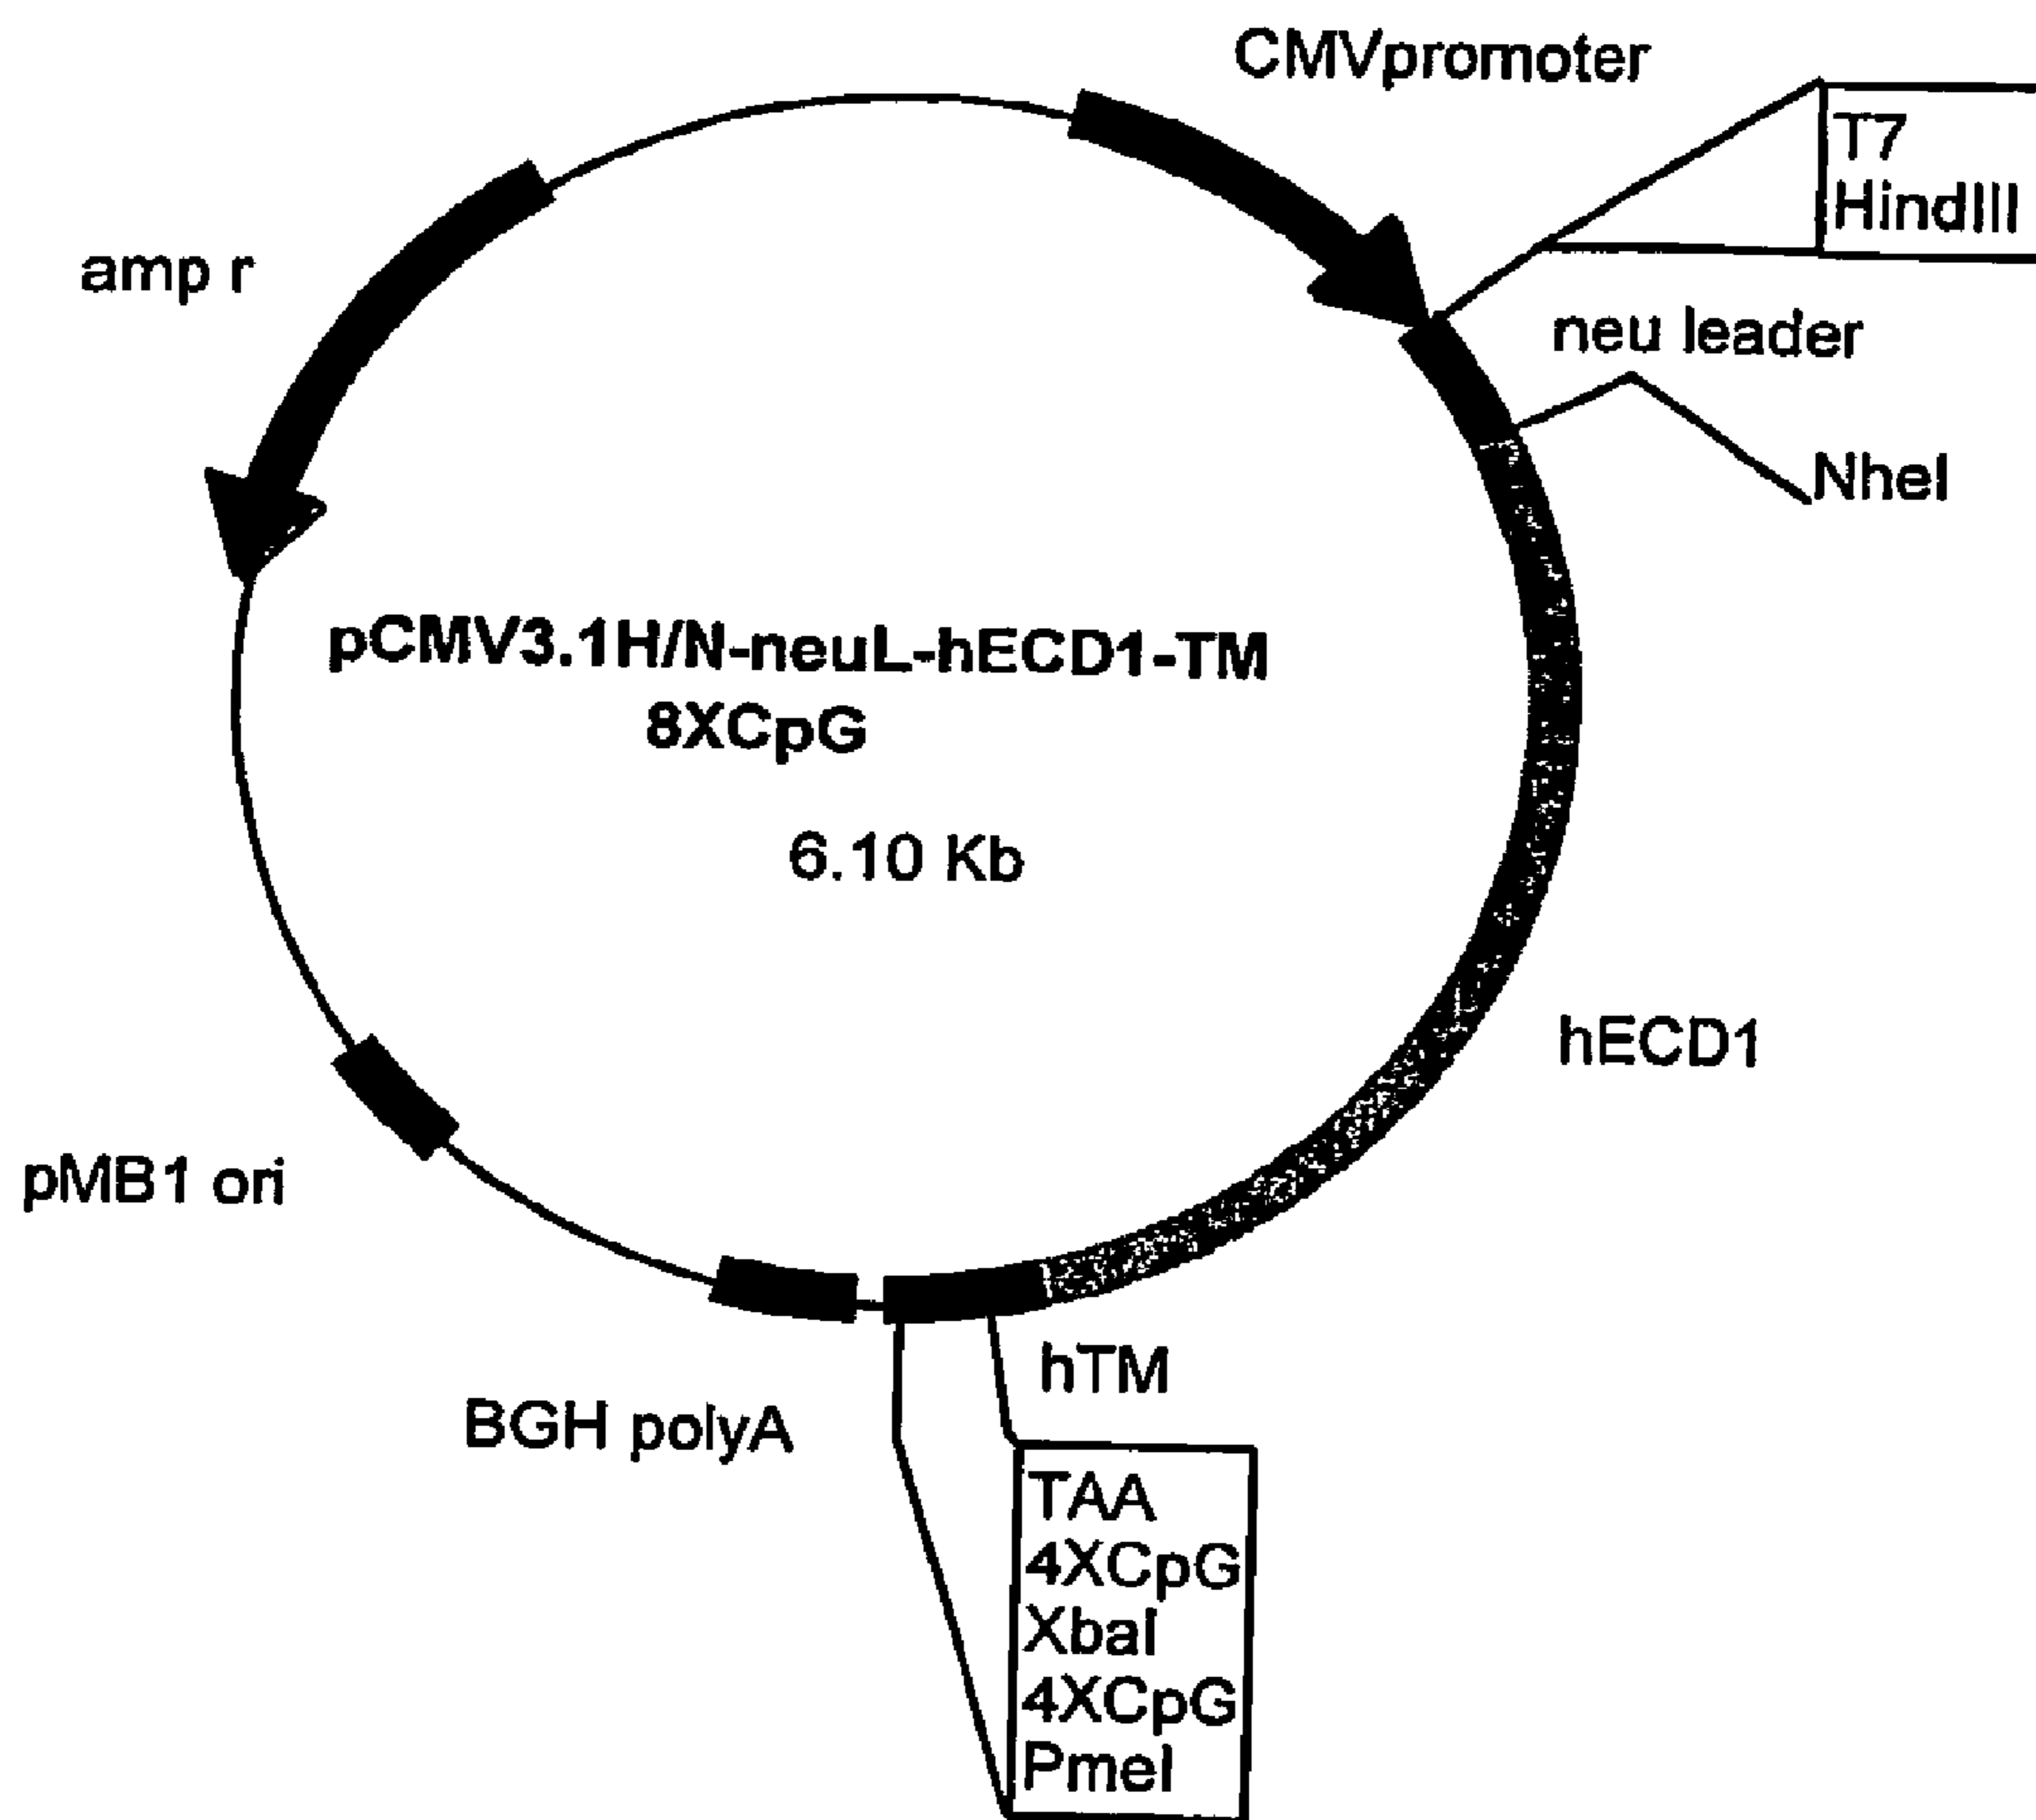 CMVpromoter
T7
HindIII
amp r
neu leader
NheI
pCMV3.1H/N-neuL-hECD1-TM
8XCpG
6.10 Kb
hECD1
pMB1 ori
hTM
BGH polyA
TAA
4XCpG
XbaI
4XCpG
PmeI